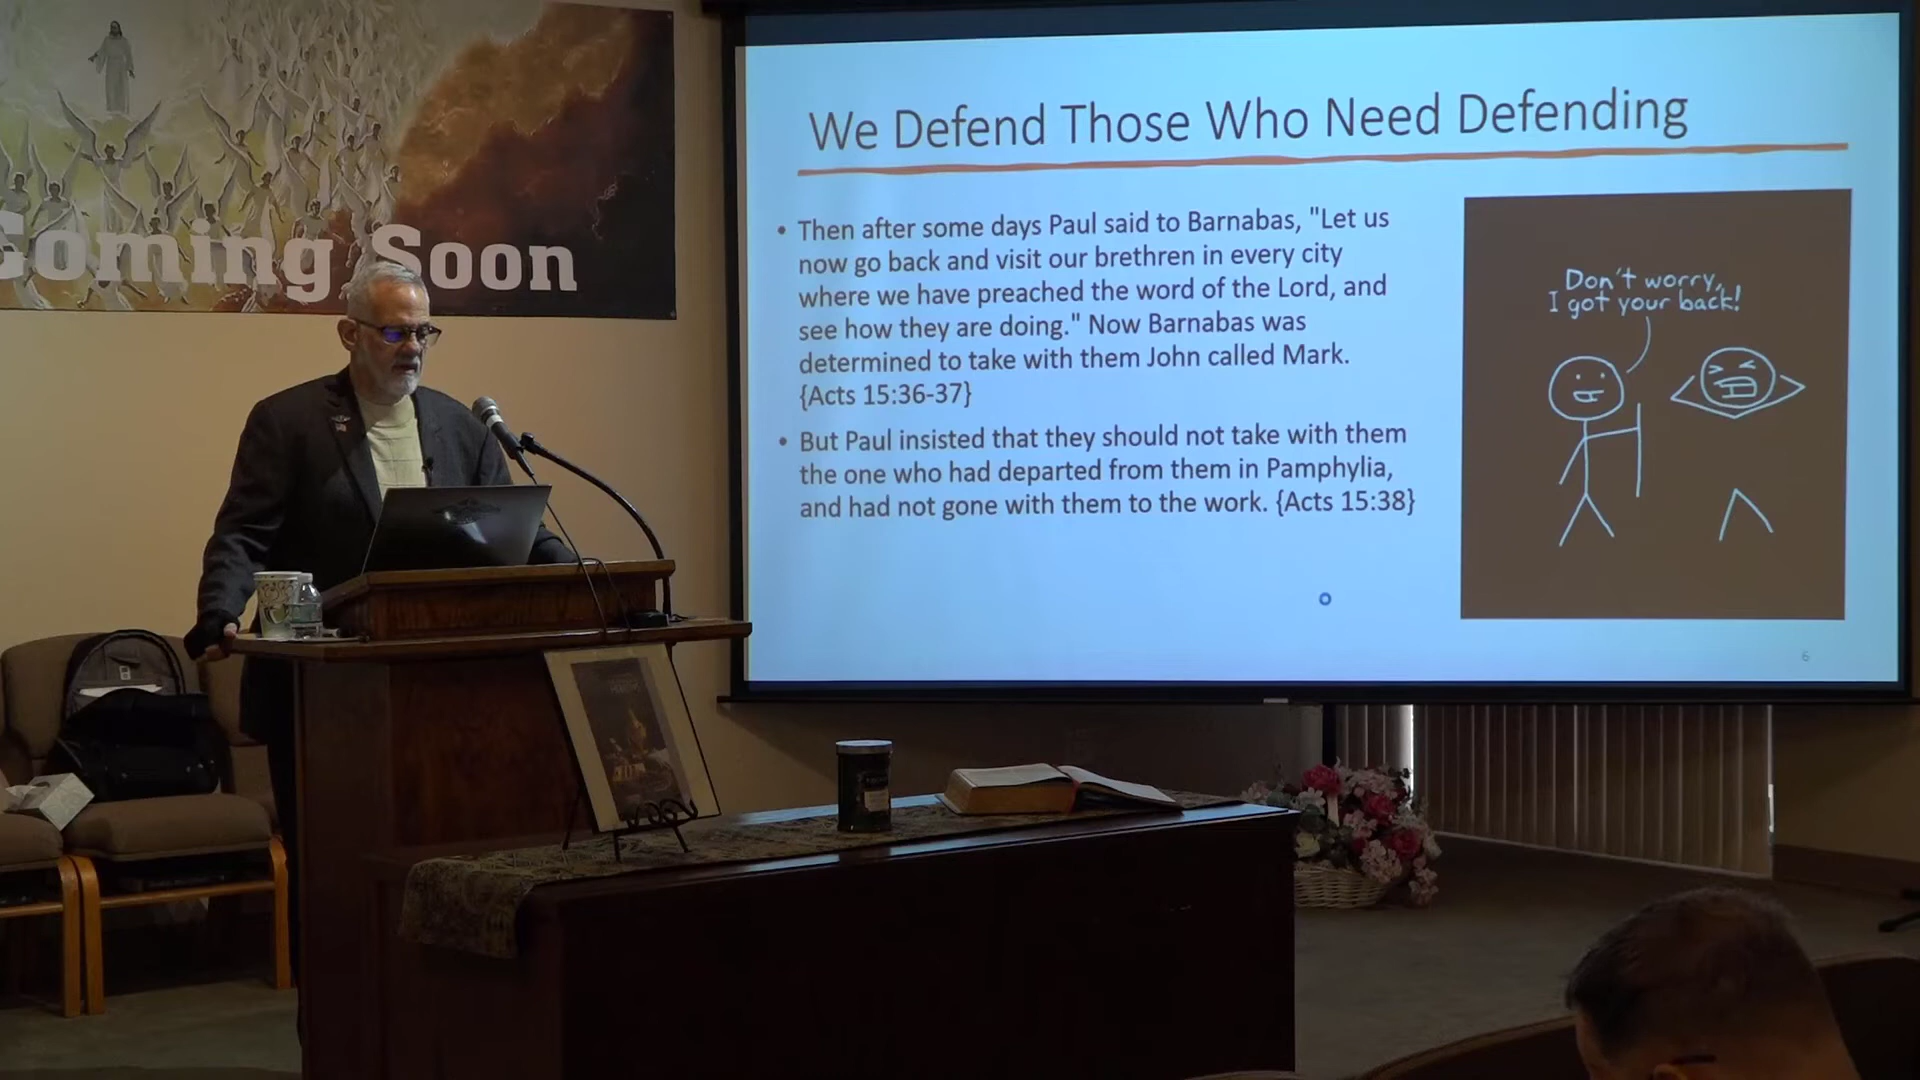 Coming Soon
We Defend Those Who Need Defending
• Then after some days Paul said to Barnabas, "Let us
now go back and visit our brethren in every city
where we have preached the word of the Lord, and
see how they are doing." Now Barnabas was
determined to take with them John called Mark.
{Acts 15:36-37}
• But Paul insisted that they should not take with them
the one who had departed from them in Pamphylia,
and had not gone with them to the work. {Acts 15:38}
Don't worry,
I got your back!
6